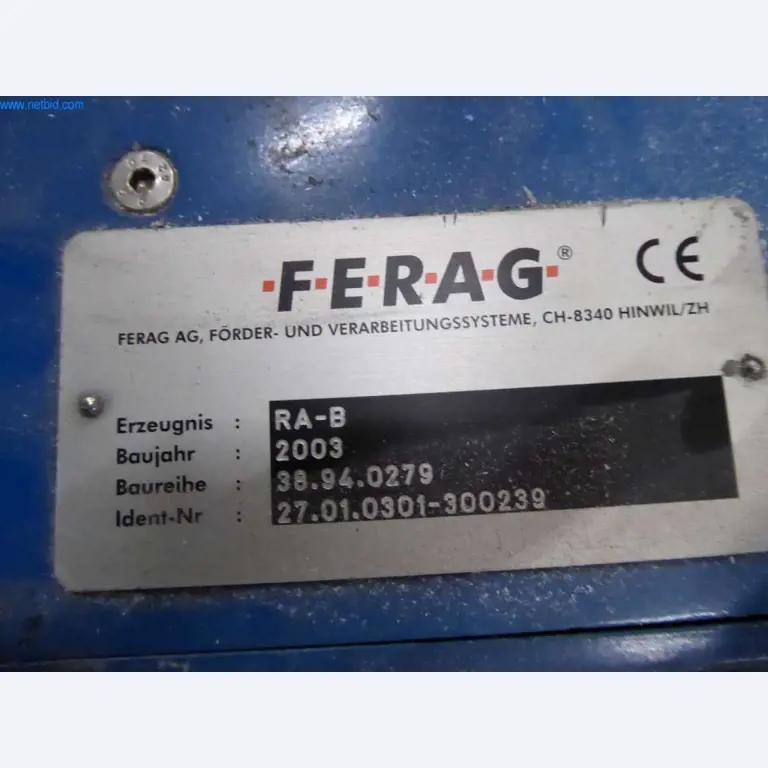 www.netbid.com
·F·E·R·A·G·® CE
FERAG AG, FÖRDER- UND VERARBEITUNGSSYSTEME, CH-8340 HINWIL/ZH
Erzeugnis : RA-B
Baujahr : 2003
Baureihe : 38.94.0279
Ident-Nr : 27.01.0301-300239